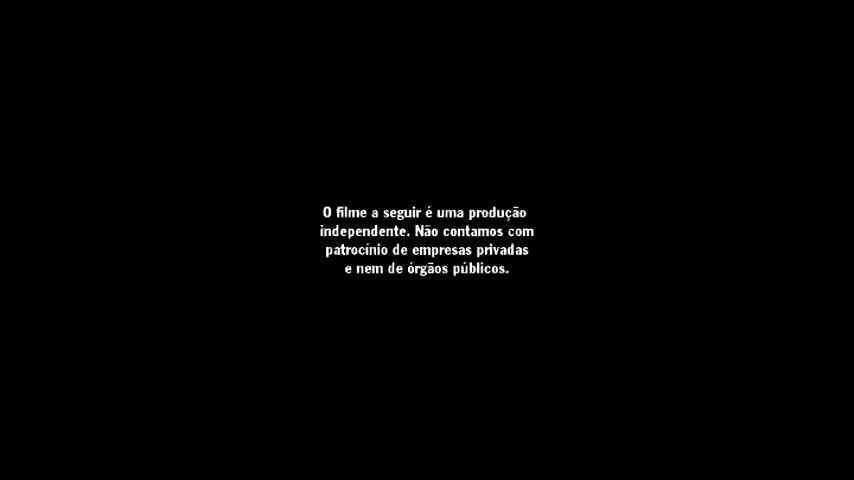 O filme a seguir é uma produção
independente. Não contamos com
patrocínio de empresas privadas
e nem de órgãos públicos.